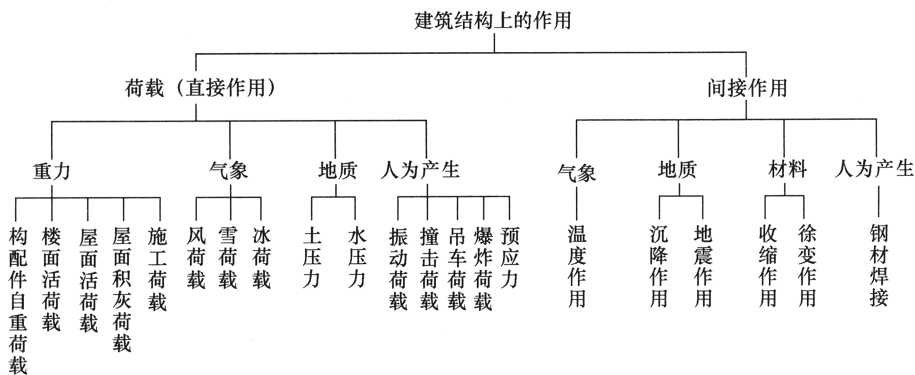 建筑结构上的作用
荷载（直接作用）
间接作用
重力
气象
地质
人为产生
气象
地质
材料
人为产生
构配件自重荷载
楼面活荷载
屋面活荷载
屋面积灰荷载
施工荷载
风荷载
雪荷载
冰荷载
土压力
水压力
振动荷载
撞击荷载
吊车荷载
爆炸荷载
预应力
温度作用
沉降作用
地震作用
收缩作用
徐变作用
钢材焊接